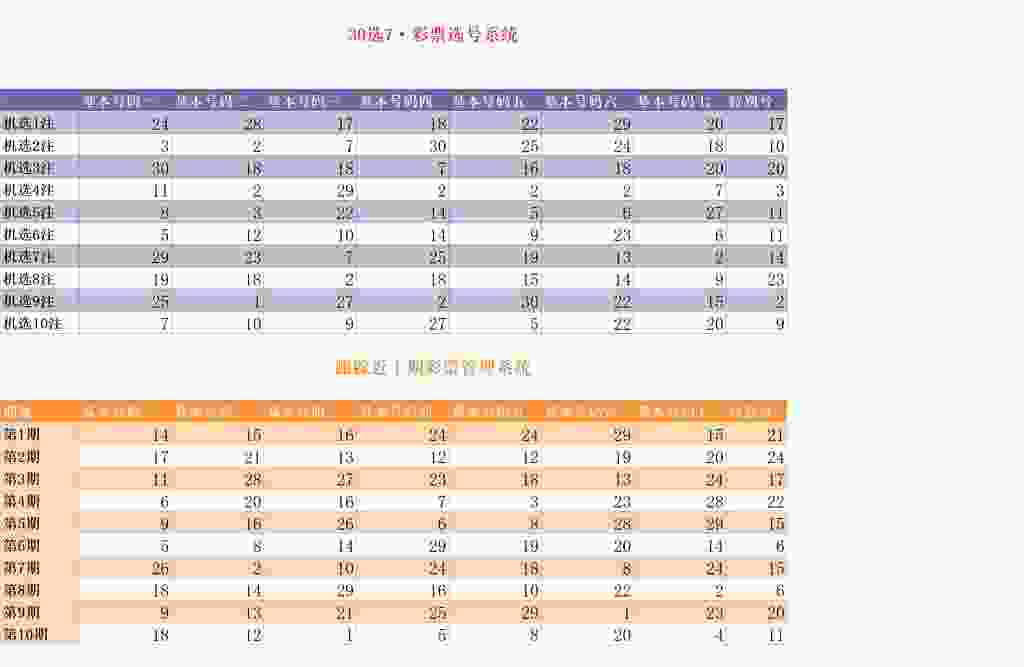 30选7·彩票选号系统
基本号码一 基本号码二 基本号码三 基本号码四 基本号码五 基本号码六 基本号码七 特别号
机选1注 24 28 17 18 22 29 20 17
机选2注 3 2 7 30 25 24 18 10
机选3注 30 18 18 7 16 18 20 20
机选4注 11 2 29 2 2 2 7 3
机选5注 8 3 22 14 5 6 27 11
机选6注 5 12 10 14 9 23 6 11
机选7注 29 23 7 25 19 13 2 14
机选8注 19 18 2 18 15 14 9 23
机选9注 25 1 27 2 30 22 15 2
机选10注 7 10 9 27 5 22 20 9
跟踪近十期彩票管理系统
基本号码一 基本号码二 基本号码三 基本号码四 基本号码五 基本号码六 基本号码七 特别号
第1期 14 15 16 24 24 29 15 21
第2期 17 21 13 12 12 19 20 24
第3期 11 28 27 23 18 13 24 17
第4期 6 20 16 7 3 23 28 22
第5期 9 16 26 6 8 28 29 15
第6期 5 8 14 29 19 20 14 6
第7期 26 2 10 24 18 8 24 15
第8期 18 14 29 16 10 22 2 6
第9期 9 13 21 25 29 1 23 20
第10期 18 12 1 5 8 20 4 11